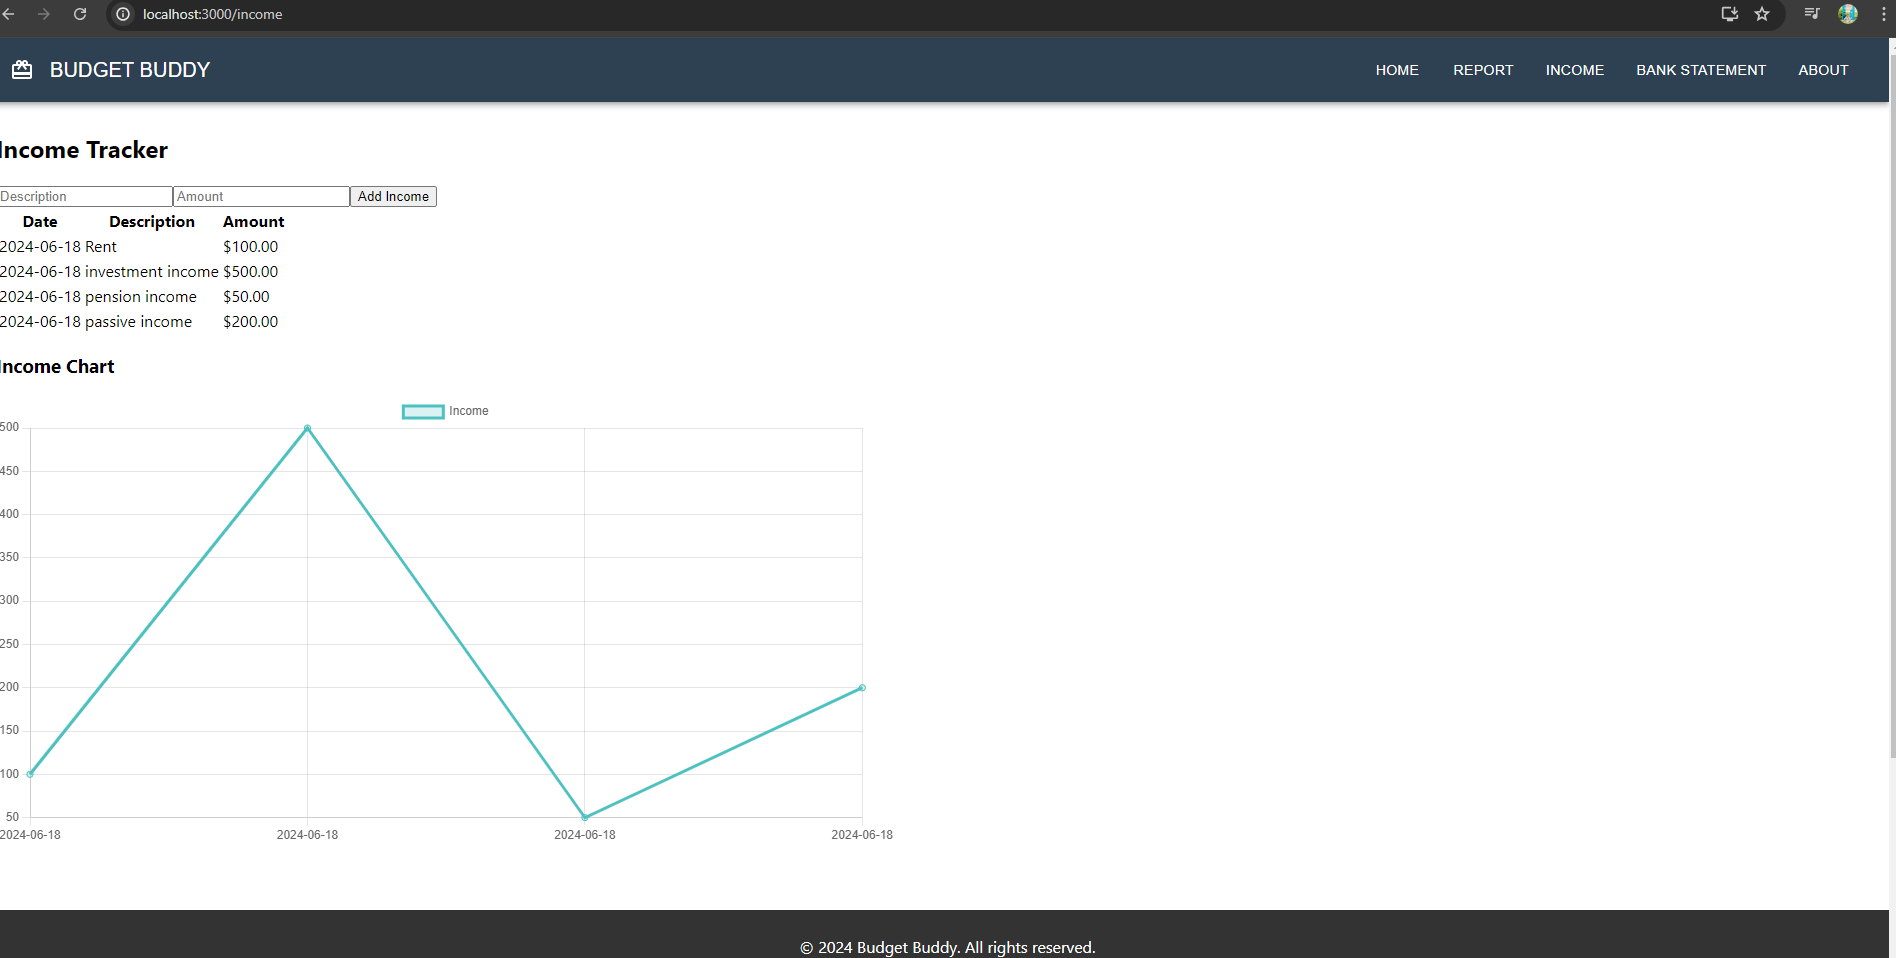 localhost:3000/income
BUDGET BUDDY HOME REPORT INCOME BANK STATEMENT ABOUT
Income Tracker
Description Amount Add Income
Date Description Amount
2024-06-18 Rent $100.00
2024-06-18 investment income $500.00
2024-06-18 pension income $50.00
2024-06-18 passive income $200.00
Income Chart
Income
500
450
400
350
300
250
200
150
100
50
2024-06-18 2024-06-18 2024-06-18 2024-06-18
© 2024 Budget Buddy. All rights reserved.